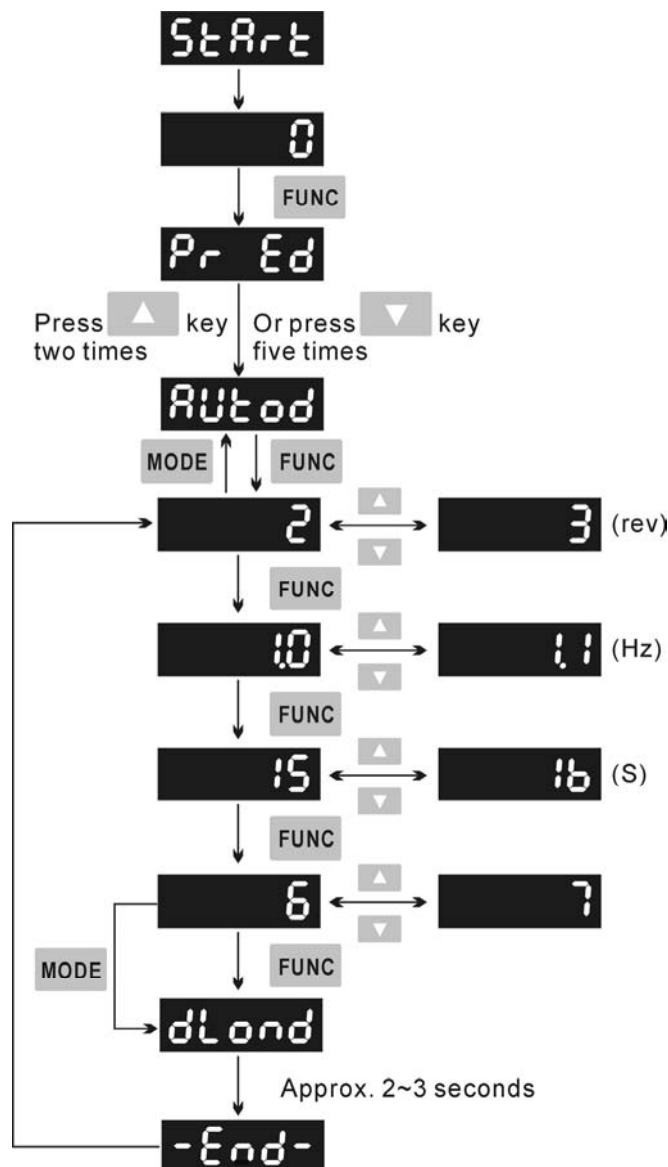 StArt
0
FUNC
Pr Ed
Press ▲ key Or press ▼ key
two times five times
AUtod
MODE FUNC
2 3 (rev)
FUNC
1.0 1.1 (Hz)
FUNC
15 16 (S)
FUNC
6 7
MODE FUNC
dLond
Approx. 2~3 seconds
-End-